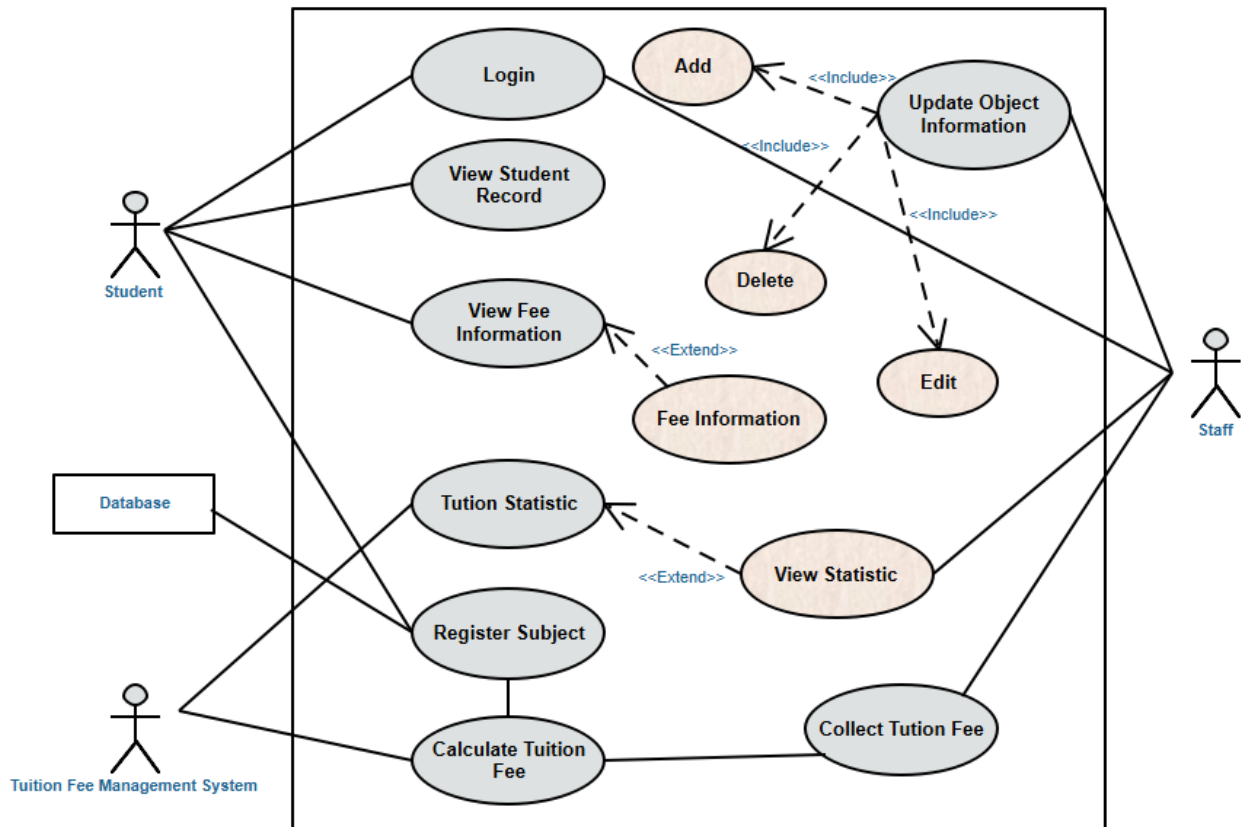 Login
Add
<<Include>>
Update Object
Information
<<Include>>
View Student
Record
<<Include>>
Student
Delete
View Fee
Information
<<Extend>>
Edit
Fee Information
Staff
Database
Tution Statistic
<<Extend>>
View Statistic
Register Subject
Collect Tution Fee
Calculate Tuition
Fee
Tuition Fee Management System